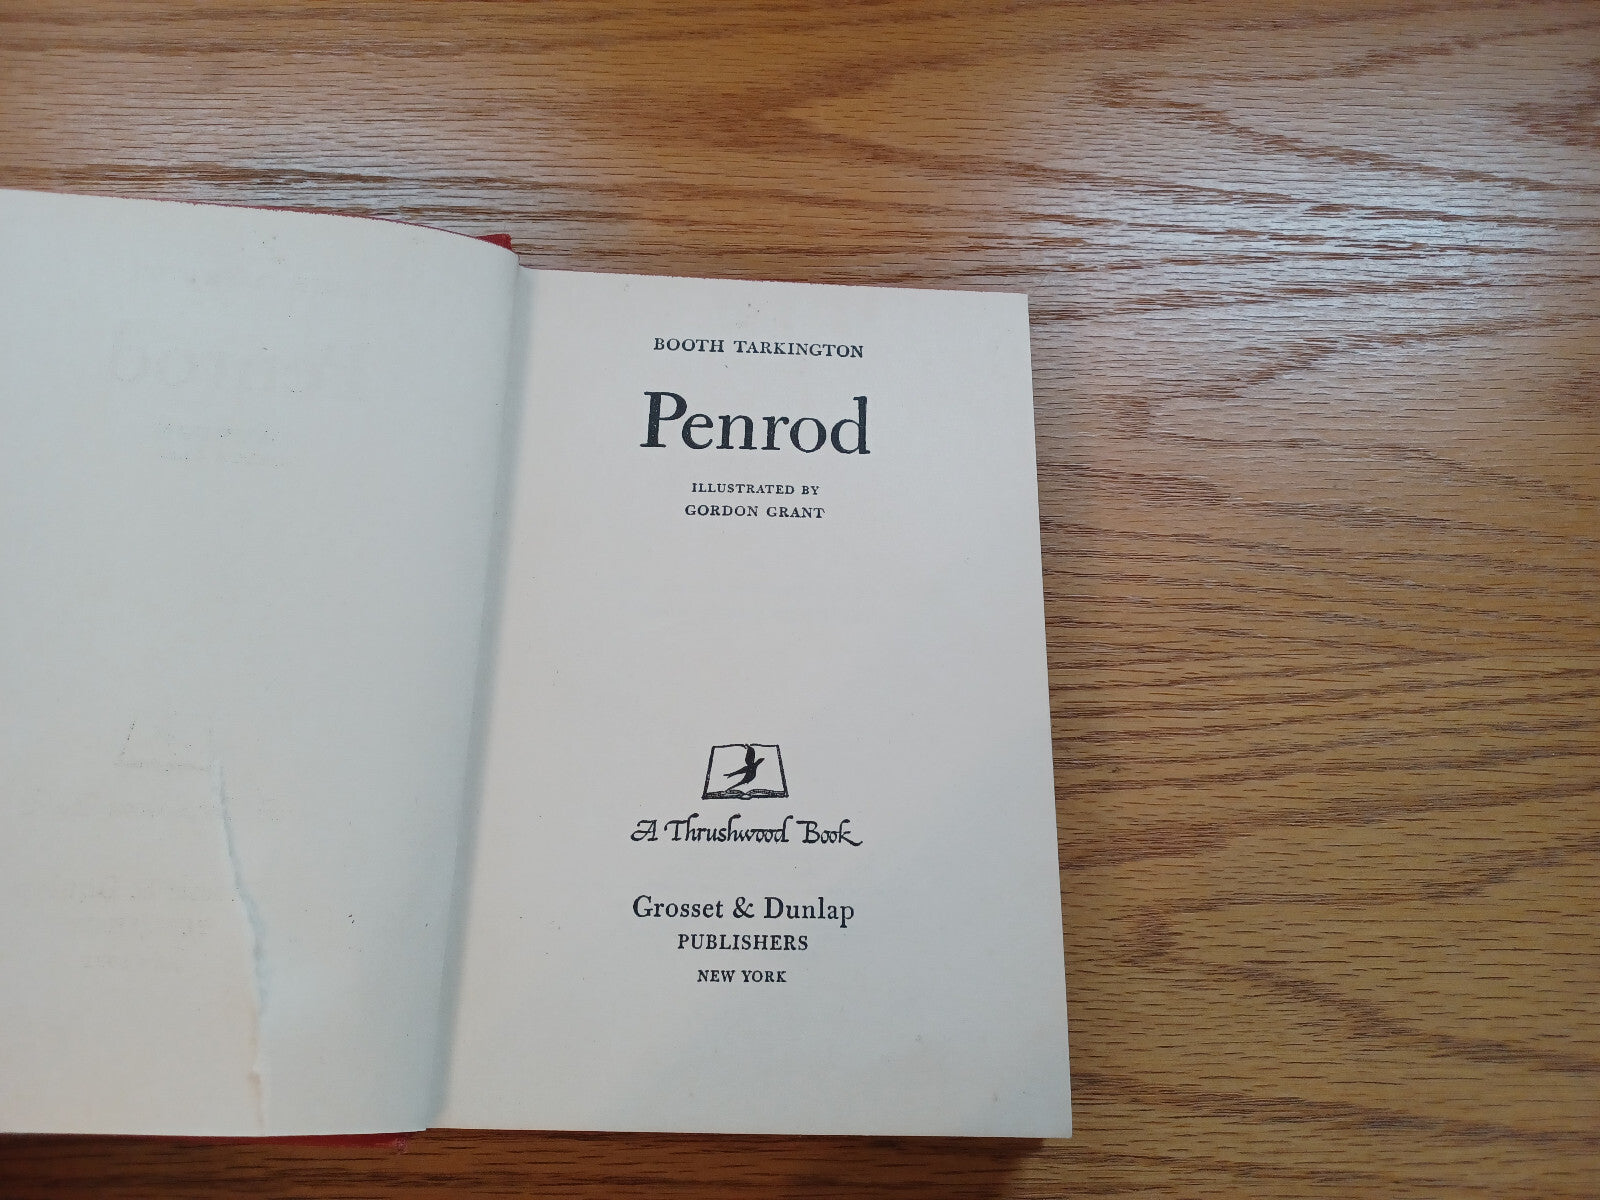 BOOTH TARKINGTON
Penrod
ILLUSTRATED BY
GORDON GRANT
A Thrushwood Book
Grosset & Dunlap
PUBLISHERS
NEW YORK